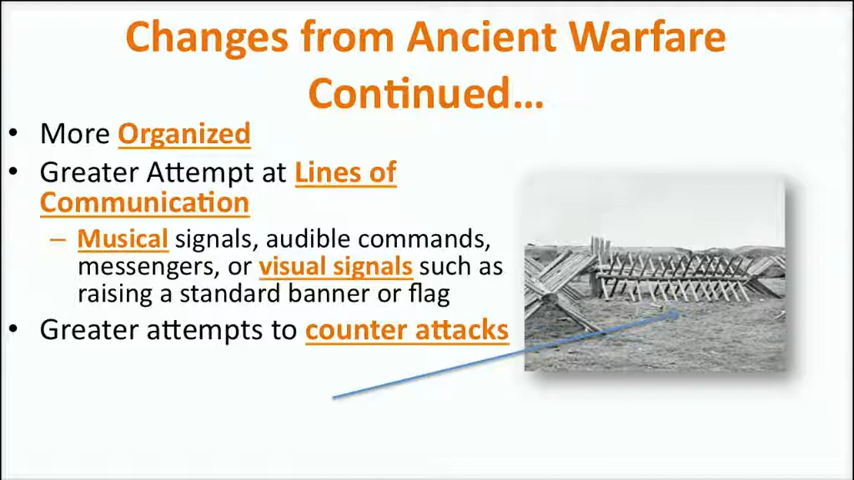 Changes from Ancient Warfare
Continued…
• More Organized
• Greater Attempt at Lines of
Communication
– Musical signals, audible commands,
messengers, or visual signals such as
raising a standard banner or flag
• Greater attempts to counter attacks